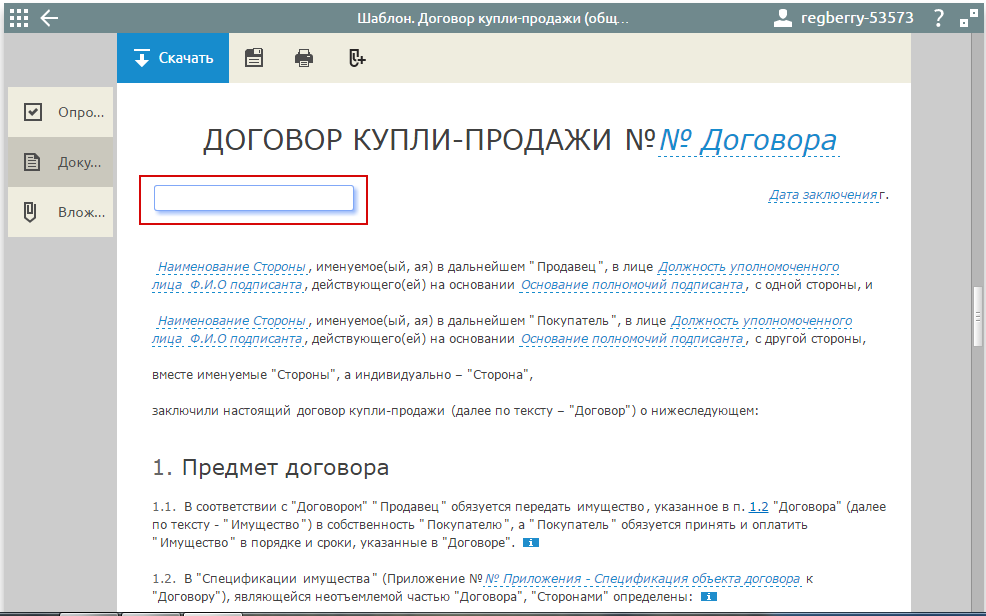 Шаблон. Договор купли-продажи (общ...
regberry-53573 ?
Скачать
Опро...
Доку...
Влож...
ДОГОВОР КУПЛИ-ПРОДАЖИ №№ Договора
Дата заключения г.
Наименование Стороны, именуемое(ый, ая) в дальнейшем "Продавец", в лице Должность уполномоченного
лица Ф.И.О подписанта, действующего(ей) на основании Основание полномочий подписанта, с одной стороны, и
Наименование Стороны, именуемое(ый, ая) в дальнейшем "Покупатель", в лице Должность уполномоченного
лица Ф.И.О подписанта, действующего(ей) на основании Основание полномочий подписанта, с другой стороны,
вместе именуемые "Стороны", а индивидуально – "Сторона",
заключили настоящий договор купли-продажи (далее по тексту – "Договор") о нижеследующем:
1. Предмет договора
1.1. В соответствии с "Договором" "Продавец" обязуется передать имущество, указанное в п. 1.2 "Договора" (далее
по тексту - "Имущество") в собственность "Покупателю", а "Покупатель" обязуется принять и оплатить
"Имущество" в порядке и сроки, указанные в "Договоре". i
1.2. В "Спецификации имущества" (Приложение №№ Приложения - Спецификация объекта договора к
"Договору"), являющейся неотъемлемой частью "Договора", "Сторонами" определены: i